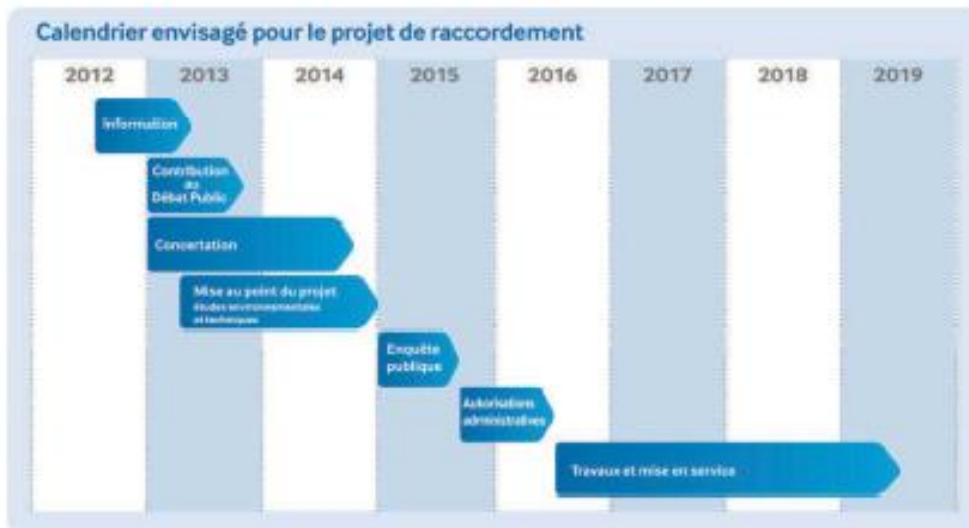 Calendrier envisagé pour le projet de raccordement
2012 2013 2014 2015 2016 2017 2018 2019
Information
Contribution
au
Débat Public
Concertation
Mise au point du projet
études environnementales
et techniques
Enquête
publique
Autorisations
administratives
Travaux et mise en service